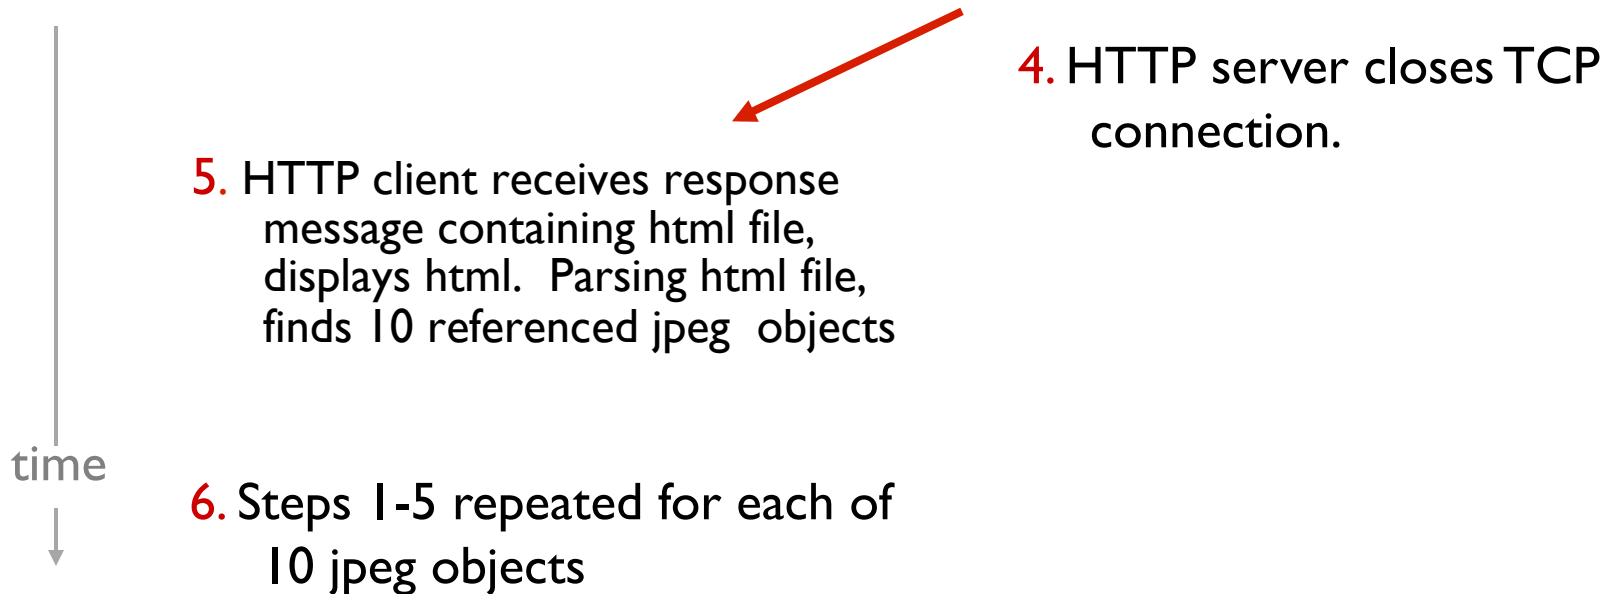 4. HTTP server closes TCP
connection.
5. HTTP client receives response
message containing html file,
displays html.  Parsing html file,
finds 10 referenced jpeg  objects
time
6. Steps 1-5 repeated for each of
10 jpeg objects